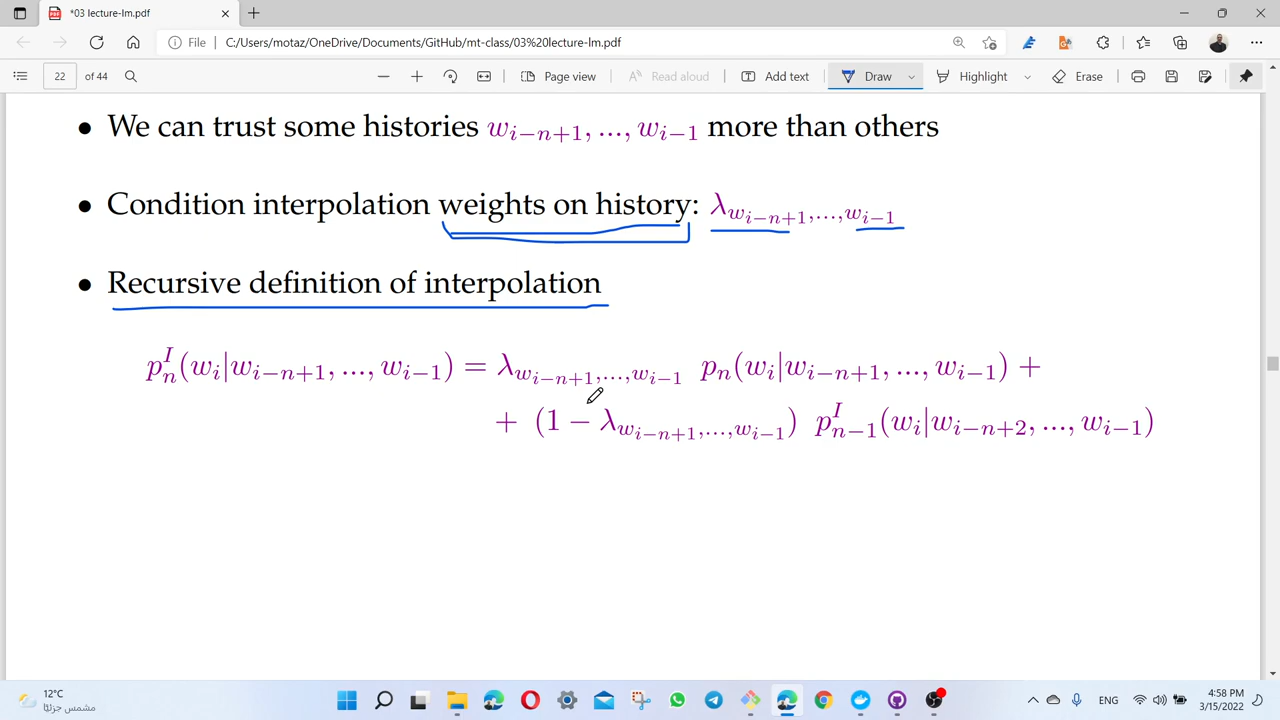 *03 lecture-lm.pdf
File C:/Users/motaz/OneDrive/Documents/GitHub/mt-class/03%20lecture-lm.pdf
22 of 44 Page view Read aloud Add text Draw Highlight Erase
• We can trust some histories w_{i−n+1}, ..., w_{i−1} more than others
• Condition interpolation weights on history: λ_{w_{i−n+1},...,w_{i−1}}
• Recursive definition of interpolation
p_n^I(w_i|w_{i−n+1}, ..., w_{i−1}) = λ_{w_{i−n+1},...,w_{i−1}} p_n(w_i|w_{i−n+1}, ..., w_{i−1}) +
+ (1 − λ_{w_{i−n+1},...,w_{i−1}}) p_{n−1}^I(w_i|w_{i−n+2}, ..., w_{i−1})
12°C
مشمس جزئيًا
ENG
4:58 PM
3/15/2022